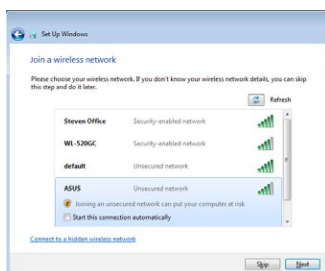 Set Up Windows
Join a wireless network
Please choose your wireless network. If you don't know your wireless network details, you can skip
this step and do it later.
Refresh
Steven Office Security-enabled network
WL-520GC Security-enabled network
default Unsecured network
ASUS Unsecured network
Joining an unsecured network can put your computer at risk
Start this connection automatically
Connect to a hidden wireless network
Skip Next